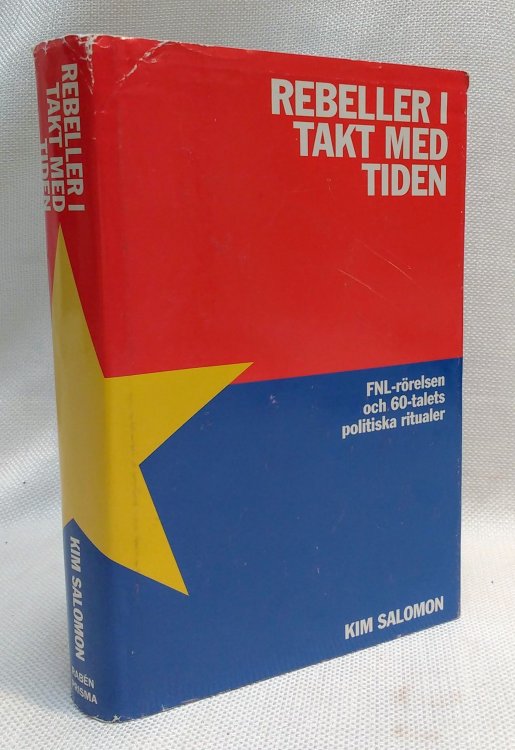 REBELLER I
TAKT MED
TIDEN
FNL-rörelsen
och 60-talets
politiska ritualer
KIM SALOMON
REBELLER I
TAKT MED
TIDEN
KIM SALOMON
RABÉN
PRISMA